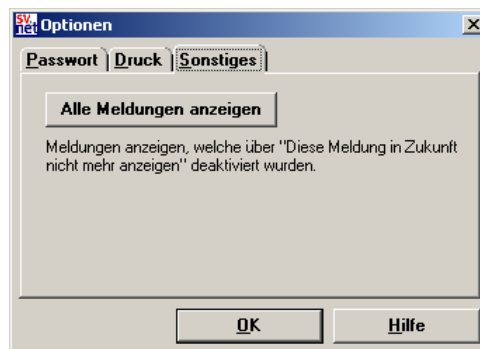 SV.net Optionen
Passwort Druck Sonstiges
Alle Meldungen anzeigen
Meldungen anzeigen, welche über "Diese Meldung in Zukunft
nicht mehr anzeigen" deaktiviert wurden.
OK Hilfe